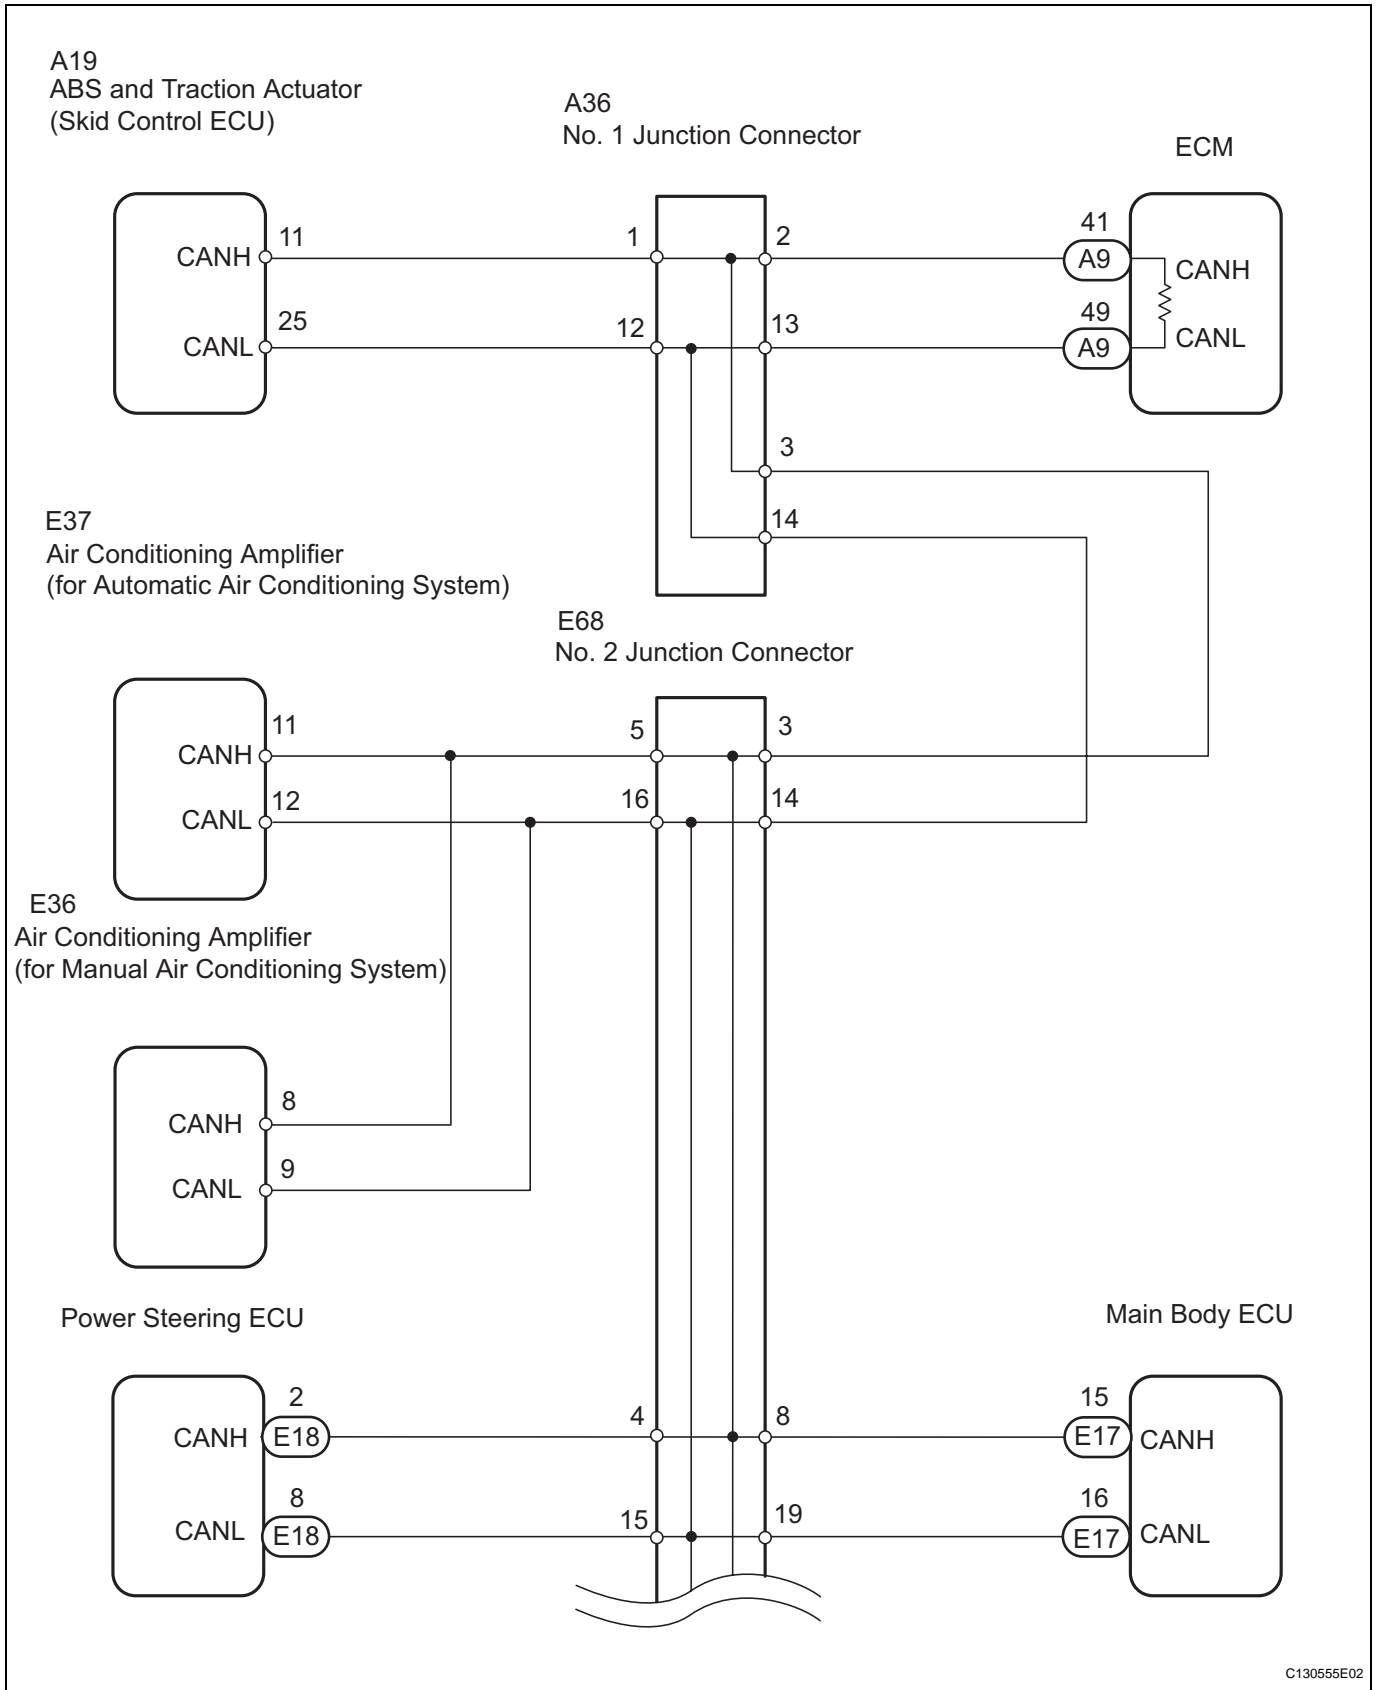 A19
ABS and Traction Actuator
(Skid Control ECU)
A36
No. 1 Junction Connector
ECM
CANH
11
1
2
41
A9
CANH
CANL
25
12
13
49
A9
CANL
3
14
E37
Air Conditioning Amplifier
(for Automatic Air Conditioning System)
E68
No. 2 Junction Connector
CANH
11
5
3
CANL
12
16
14
E36
Air Conditioning Amplifier
(for Manual Air Conditioning System)
CANH
8
CANL
9
Power Steering ECU
Main Body ECU
CANH
2
E18
4
8
15
E17
CANH
CANL
8
E18
15
19
16
E17
CANL
C130555E02